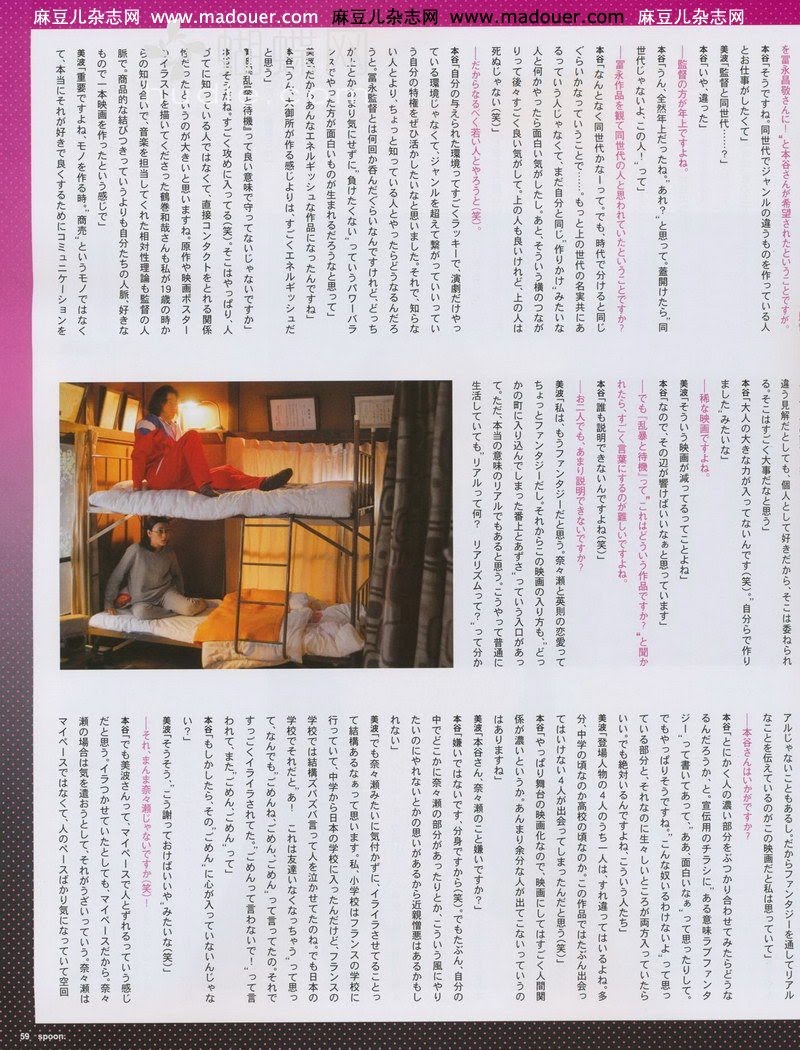 麻豆儿杂志网 www.madouer.com 麻豆儿杂志网 www.madouer.com 麻豆儿杂志网
を冨永昌敬さんに！"と本谷さんが希望されたということですが。
本谷「そうですね。同世代でジャンルの違うものを作っている人
とお仕事がしたくて」
美波「監督と同世代……？」
本谷「いや、違った」
―監督の方が年上ですよね。
本谷「うん、全然年上だったね。"あれ？"と思って。蓋開けたら、"同
世代じゃないよ、この人！"って」
―冨永作品を観て同世代の人と思われていたということですか？
本谷「なんとなく同世代かなーって。でも、時代で分けると同じ
ぐらいかなっていうことで……。もっと上の世代の名実共にあ
るっていう人じゃなくて、まだ自分と同じ、"作りかけ"みたいな
人と何かやったら面白い気がしたし。あと、そういう横のつなが
りって後々すごく良い気がして。上の人も良いけれど、上の人は
死ぬじゃない（笑）」
―だからなるべく若い人とやろうと（笑）。
本谷「自分の与えられた環境ってすごくラッキーで、演劇だけやっ
ている環境じゃなくて、ジャンルを超えて繋がっていいってい
う自分の特権をぜひ活かしたいなと思いました。それで、知らな
い人とより、ちょっと知っている人とやったらどうなるんだろ
うと。冨永監督とは何回か呑んだぐらいなんですけれど、どっち
が上とか余り気にせずに、"負けたくない"っていうパワーバラ
ンスでやった方が面白いものが生まれるだろうなと思って」
美波「だからあんなエネルギッシュな作品になったんですね」
本谷「うん、大御所が作る感じよりは、すごくエネルギッシュだ
と思う」
美波「『乱暴と待機』って良い意味で守ってないじゃないですか」
本谷「そうだね。すごく攻めに入ってる（笑）。そこはやっぱり、人
づてに知っている人ではなくて、直接コンタクトをとれる関係
性だったというのが大きいと思いますね。原作や映画ポスター
のイラストを描いてくださった鶴巻和哉さんも私が19歳の時か
らの知り合いで、音楽を担当してくれた相対性理論も監督の人
脈で。商品的な結びつきっていうよりも自分たちの人脈、好きな
もので一本映画を作ったという感じで」
美波「重要ですよね、モノを作る時。"商売"というモノではなく
て、本当にそれが好きで良くするためにコミュニケーションを
違う見解だとしても、個人として好きだから、そこは委ねられ
る。そこはすごく大事だなと思う」
本谷「大人の大きな力が入ってないんです（笑）。"自分らで作り
ました"みたいな」
―稀な映画ですよね。
美波「そういう映画が減ってるってことよね」
本谷「なので、その辺が響けばいいなぁと思っています」
―でも『乱暴と待機』って、"これはどういう作品ですか？"と聞か
れたら、すごく言葉にするのが難しいですよね。
本谷「誰も説明できないんですよね（笑）」
―お二人でも、あまり説明できないですか？
美波「私は、もうファンタジーだと思う。奈々瀬と英則の恋愛って
ちょっとファンタジーだし。それからこの映画の入り方も、"どっ
かの町に入り込んでしまった番上とあずさ"っていう入口があっ
て。ただ、本当の意味のリアルでもあると思う。こうやって普通に
生活していても、"リアルって何？　リアリズムって？"って分か
アルじゃないこともあるし。だからファンタジーを通してリアル
なことを伝えているのがこの映画だと私は思っていて」
―本谷さんはいかがですか？
本谷「とにかく人の濃い部分をぶつかり合わせてみたらどうな
るんだろうか、と。宣伝用のチラシに、"ある意味ラブファンタ
ジー"って書いてあって、"ああ、面白いなぁ"って思ったりして。
でもやっぱりそうですね。"こんな奴いるわけないよ"って思っ
ている部分と、それなのに生々しいところが両方入っていたら
いい。でも絶対いるんですよね、こういう人たち」
美波「登場人物の4人のうち一人は、すれ違ってはいるよね。多
分、中学の頃なのか高校の頃なのか。この作品ではたぶん出会っ
てはいけない4人が出会ってしまったんだと思う（笑）」
本谷「やっぱり舞台の映画化なので、映画にしてはすごく人間関
係が濃いというか。あんまり余分な人が出てこないっていうの
はありますね」
美波「本谷さん、奈々瀬のこと嫌いですか？」
本谷「嫌いではないです、分身ですから（笑）。でもたぶん、自分の
中でどこかに奈々瀬の部分があったりとか、こういう風にやり
たいのにやれないとかの思いがあるから近親憎悪はあるかもし
れない」
美波「でも奈々瀬みたいに気付かずに、イライラさせてることっ
て結構あるなぁって思います。私、小学校はフランスの学校に
行っていて、中学から日本の学校に入ったんだけど、フランスの
学校では結構ズバズバ言って人を泣かせてたのね。でも日本の
学校でそれだと、"あ！　これは友達いなくなっちゃう"って思っ
て、なんでも、"ごめんね、ごめん、ごめん"って言ってたの。それで
すっごくイライラされてた。"ごめんって言わないで！"って言
われて、また、"ごめん、ごめん"って」
本谷「もしかしたら、その"ごめん"に心が入っていないんじゃな
い？」
美波「そうそう、"こう謝っておけばいいや"みたいな（笑）」
―それ、まんま奈々瀬じゃないですか（笑）！
本谷「でも美波さんって、マイペースで人とずれるっていう感じ
だと思う。イラつかせていたとしても、マイペースだから。奈々
瀬の場合は気を遣おうとして、それがうざいっていう。奈々瀬は
マイペースではなくて、人のペースばかり気になっていて空回
59 spoon: